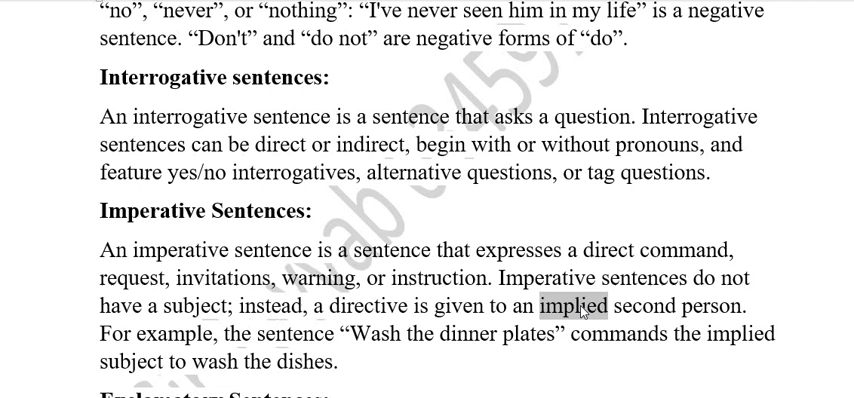 “no”, “never”, or “nothing”: “I've never seen him in my life” is a negative
sentence. “Don't” and “do not” are negative forms of “do”.
Interrogative sentences:
An interrogative sentence is a sentence that asks a question. Interrogative
sentences can be direct or indirect, begin with or without pronouns, and
feature yes/no interrogatives, alternative questions, or tag questions.
Imperative Sentences:
An imperative sentence is a sentence that expresses a direct command,
request, invitations, warning, or instruction. Imperative sentences do not
have a subject; instead, a directive is given to an implied second person.
For example, the sentence “Wash the dinner plates” commands the implied
subject to wash the dishes.